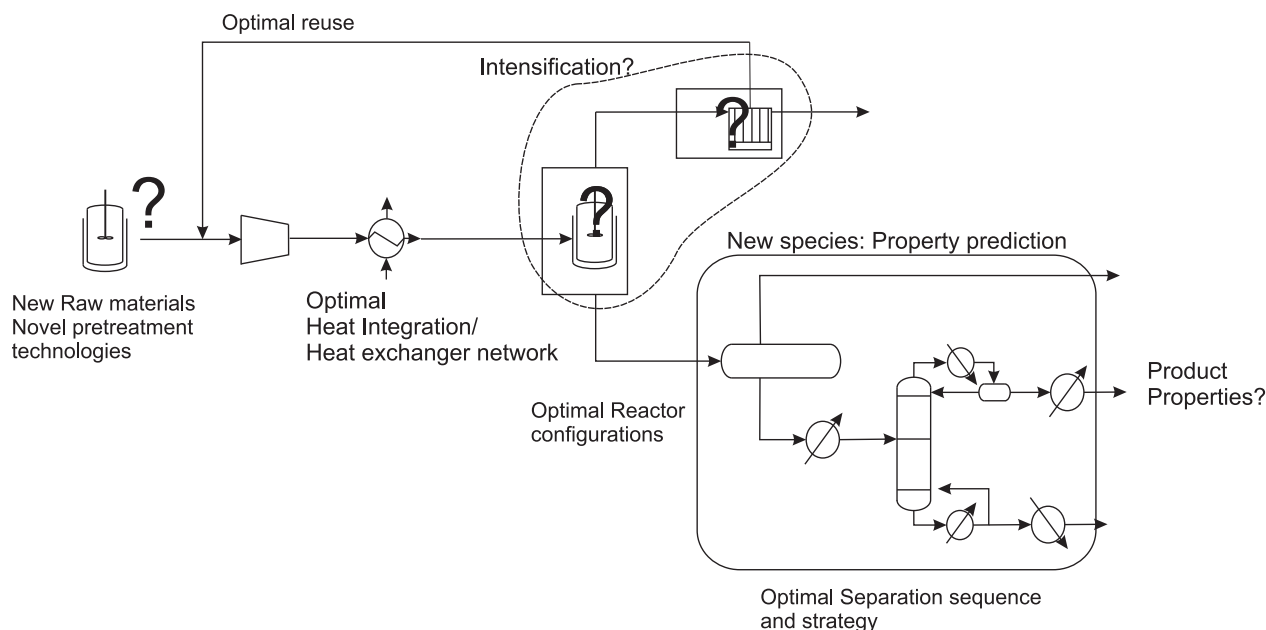 Optimal reuse
Intensification?
?
?
?
New species: Property prediction
New Raw materials
Novel pretreatment
technologies
Optimal
Heat Integration/
Heat exchanger network
Optimal Reactor
configurations
Product
Properties?
Optimal Separation sequence
and strategy